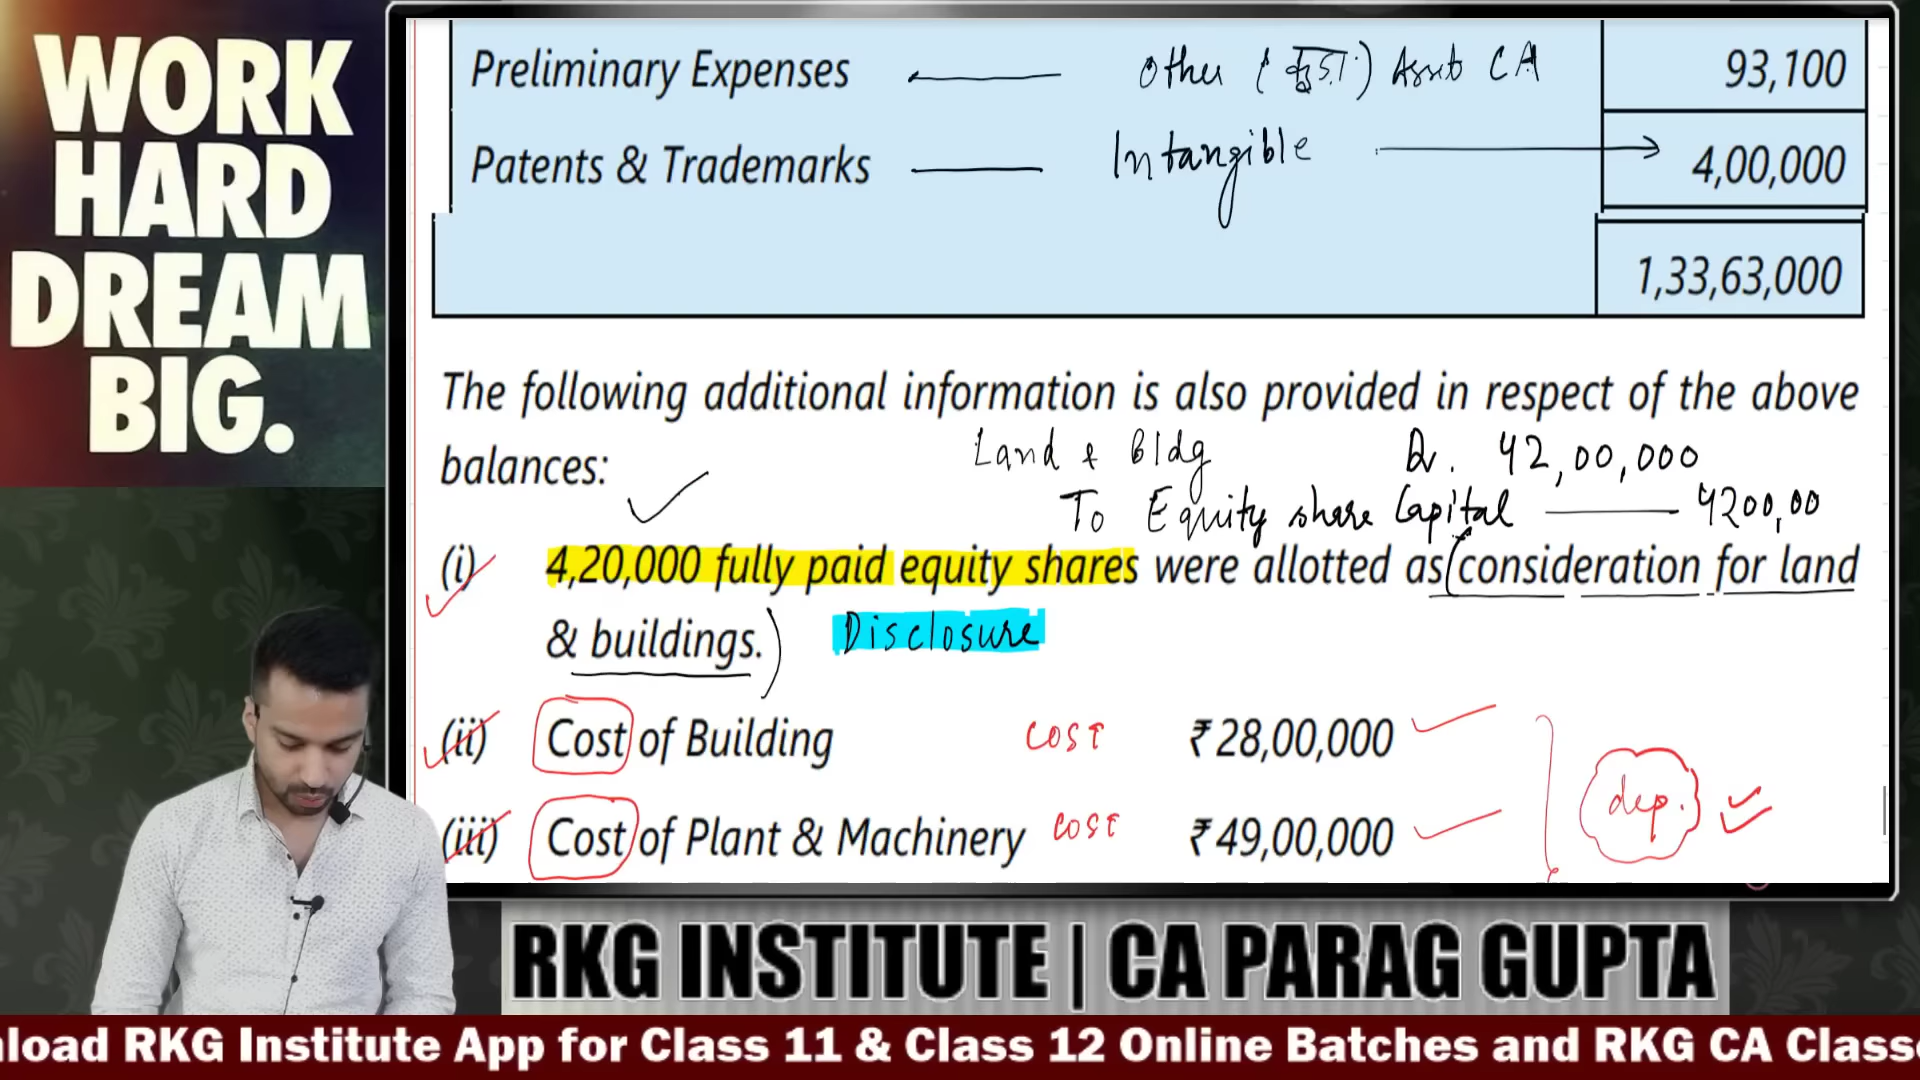 WORK
HARD
DREAM
BIG.
Preliminary Expenses Other ( ) Asset CA 93,100
Patents & Trademarks Intangible 4,00,000
1,33,63,000
The following additional information is also provided in respect of the above
balances: Land & Bldg Dr. 42,00,000
To Equity share Capital 4200,00
(i) 4,20,000 fully paid equity shares were allotted as (consideration for land
& buildings.) Disclosure
(ii) Cost of Building COST ₹ 28,00,000
dep.
(iii) Cost of Plant & Machinery COST ₹ 49,00,000
RKG INSTITUTE | CA PARAG GUPTA
nload RKG Institute App for Class 11 & Class 12 Online Batches and RKG CA Classe